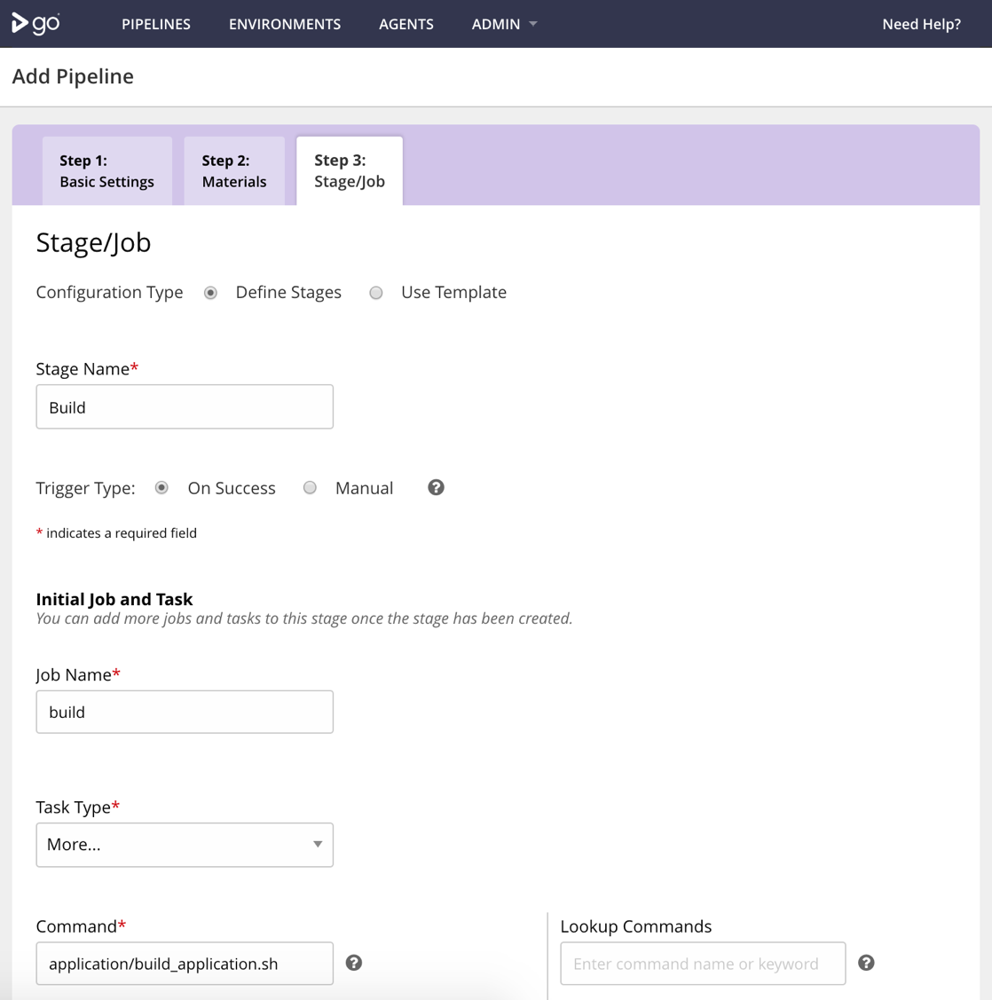 go
PIPELINES ENVIRONMENTS AGENTS ADMIN Need Help?
Add Pipeline
Step 1: Step 2: Step 3:
Basic Settings Materials Stage/Job
Stage/Job
Configuration Type Define Stages Use Template
Stage Name*
Build
Trigger Type: On Success Manual ?
* indicates a required field
Initial Job and Task
You can add more jobs and tasks to this stage once the stage has been created.
Job Name*
build
Task Type*
More...
Command* Lookup Commands
application/build_application.sh ? Enter command name or keyword ?